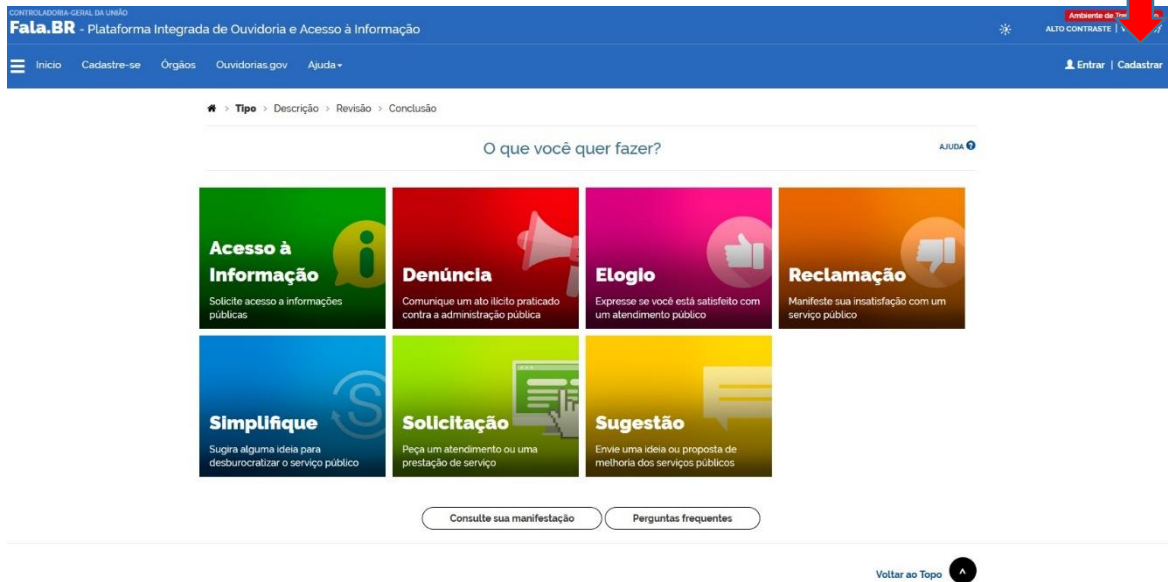 CONTROLADORIA-GERAL DA UNIÃO
Fala.BR - Plataforma Integrada de Ouvidoria e Acesso à Informação
Ambiente de
ALTO CONTRASTE |
Início Cadastre-se Órgãos Ouvidorias.gov Ajuda
Entrar | Cadastrar
> Tipo > Descrição > Revisão > Conclusão
O que você quer fazer?
AJUDA
Acesso à
Informação
Solicite acesso a informações
públicas
Denúncia
Comunique um ato ilícito praticado
contra a administração pública
Elogio
Expresse se você está satisfeito com
um atendimento público
Reclamação
Manifeste sua insatisfação com um
serviço público
Simplifique
Sugira alguma ideia para
desburocratizar o serviço público
Solicitação
Peça um atendimento ou uma
prestação de serviço
Sugestão
Envie uma ideia ou proposta de
melhoria dos serviços públicos
Consulte sua manifestação
Perguntas frequentes
Voltar ao Topo